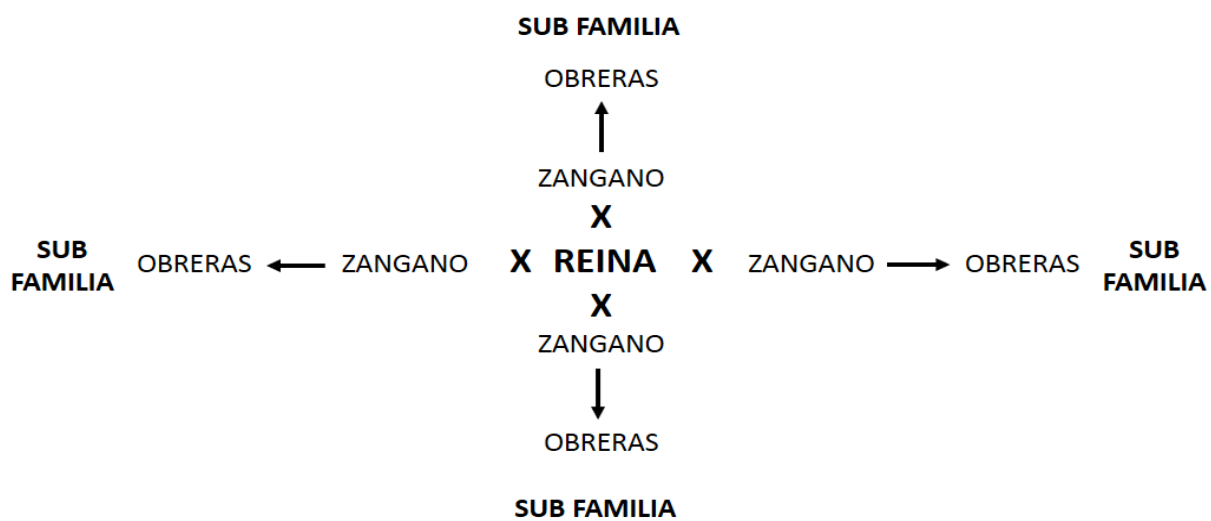 SUB FAMILIA
OBRERAS
ZANGANO
X
SUB FAMILIA OBRERAS ZANGANO X REINA X ZANGANO OBRERAS SUB FAMILIA
X
ZANGANO
OBRERAS
SUB FAMILIA